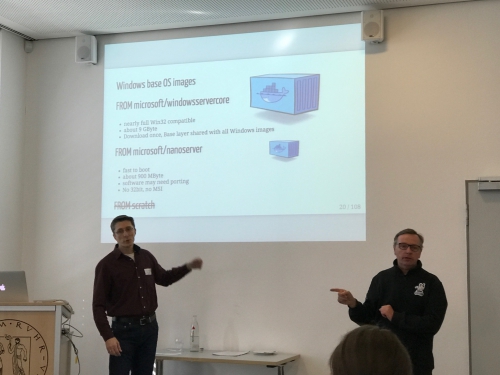 Windows base OS images
FROM microsoft/windowsservercore
nearly full Win32 compatible
about 9 GByte
Download once, Base layer shared with all Windows images
FROM microsoft/nanoserver
fast to boot
about 900 MByte
software may need porting
No 32bit, no MSI
FROM scratch
20 / 108